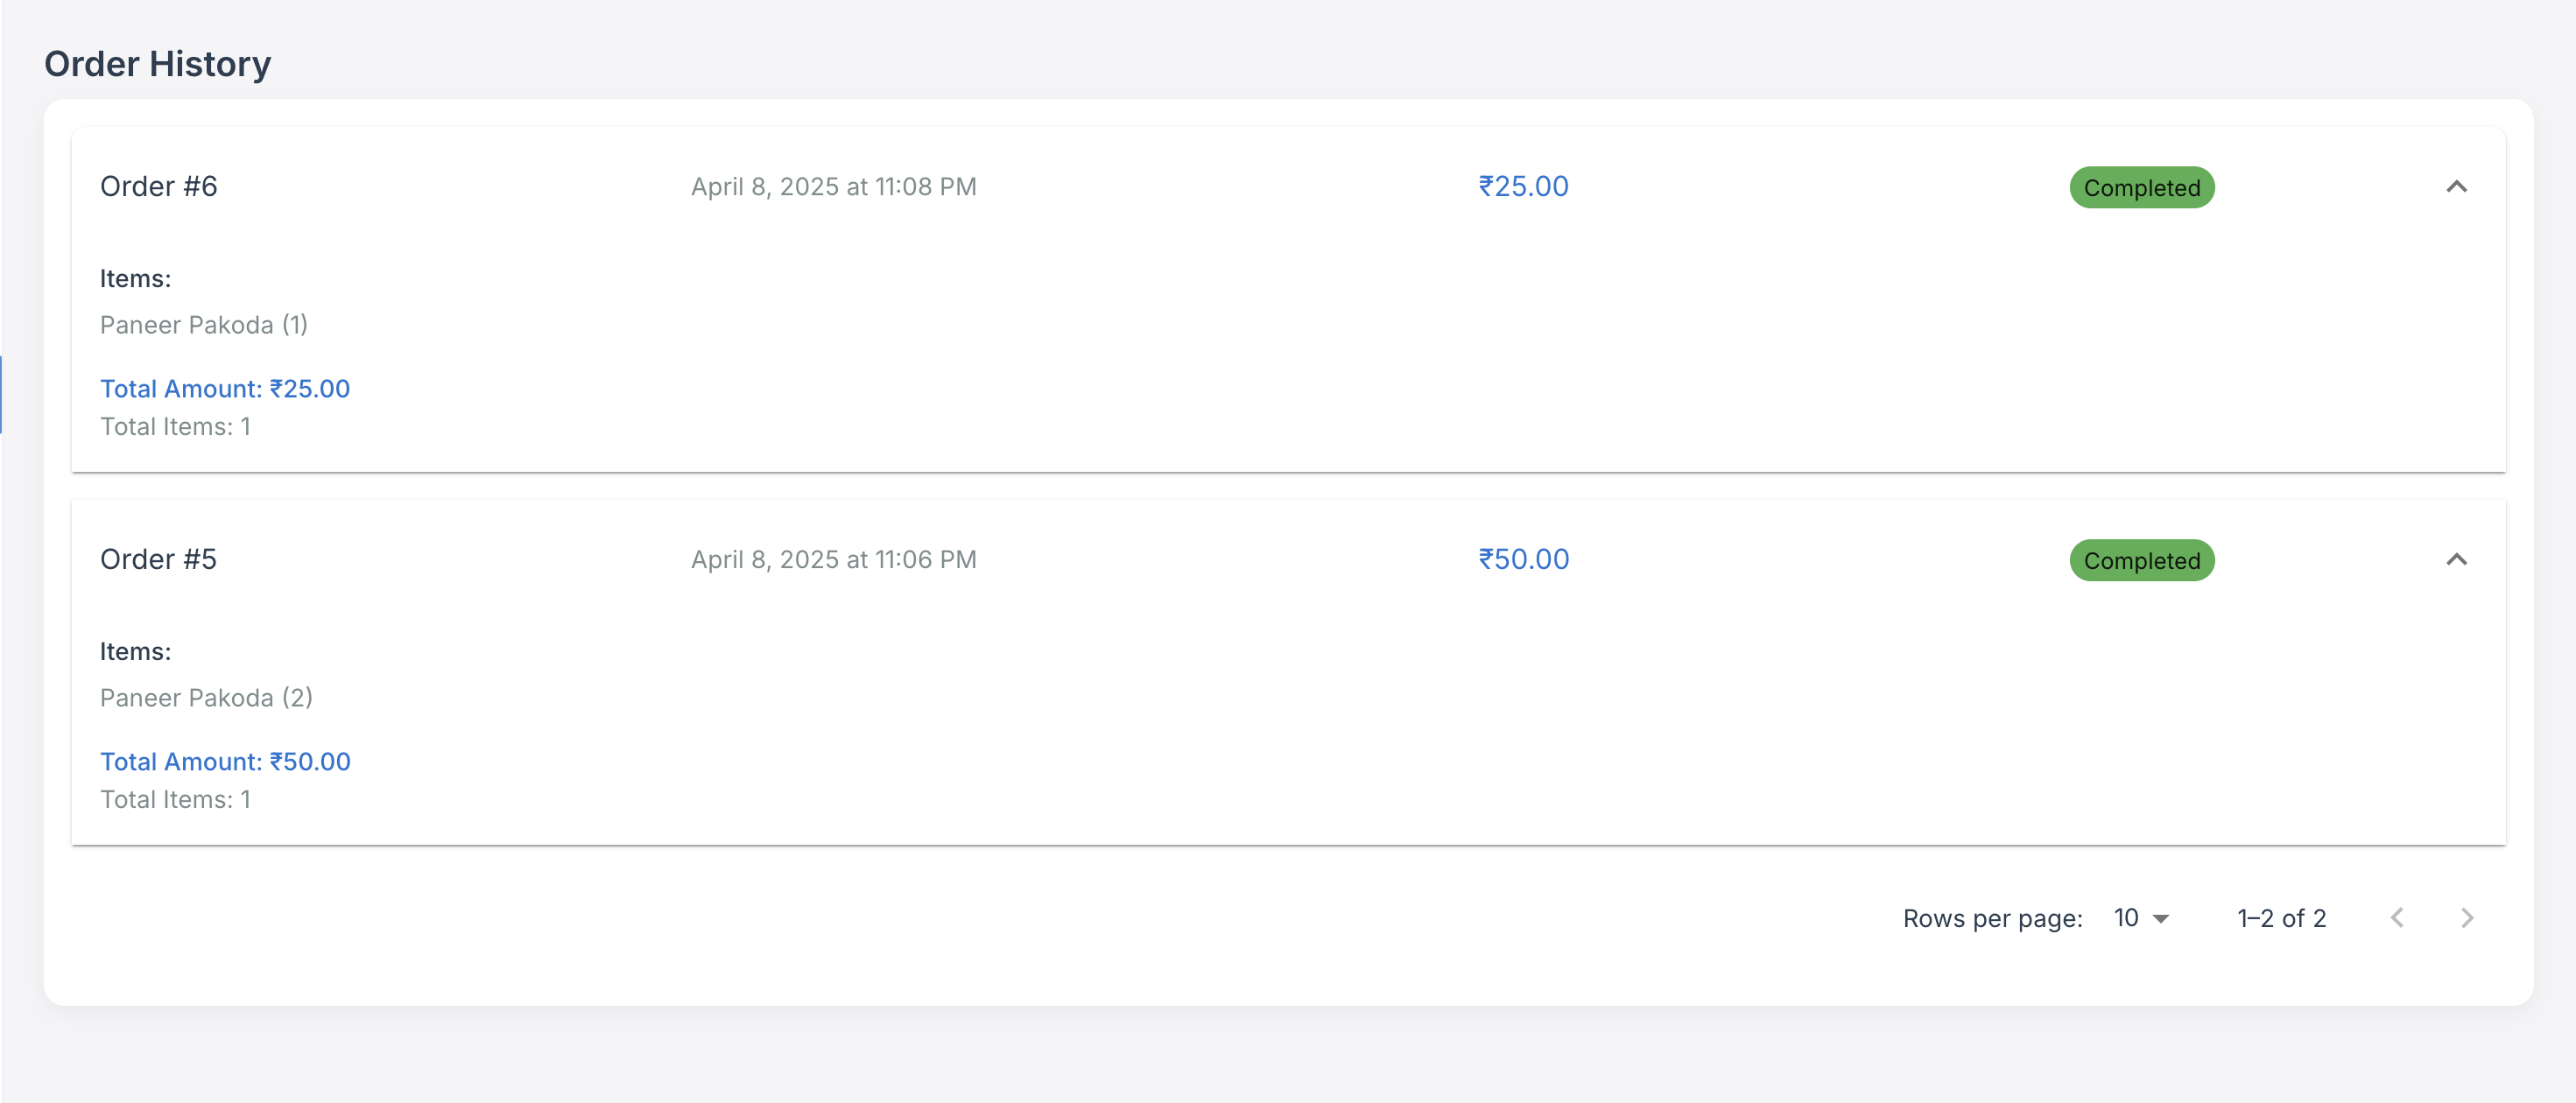 Order History
Order #6 April 8, 2025 at 11:08 PM ₹25.00 Completed
Items:
Paneer Pakoda (1)
Total Amount: ₹25.00
Total Items: 1
Order #5 April 8, 2025 at 11:06 PM ₹50.00 Completed
Items:
Paneer Pakoda (2)
Total Amount: ₹50.00
Total Items: 1
Rows per page: 10 1–2 of 2